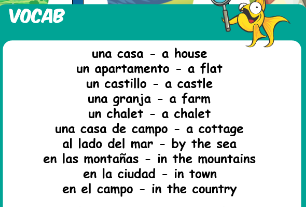 VOCAB
una casa - a house
un apartamento - a flat
un castillo - a castle
una granja - a farm
un chalet - a chalet
una casa de campo - a cottage
al lado del mar - by the sea
en las montañas - in the mountains
en la ciudad - in town
en el campo - in the country